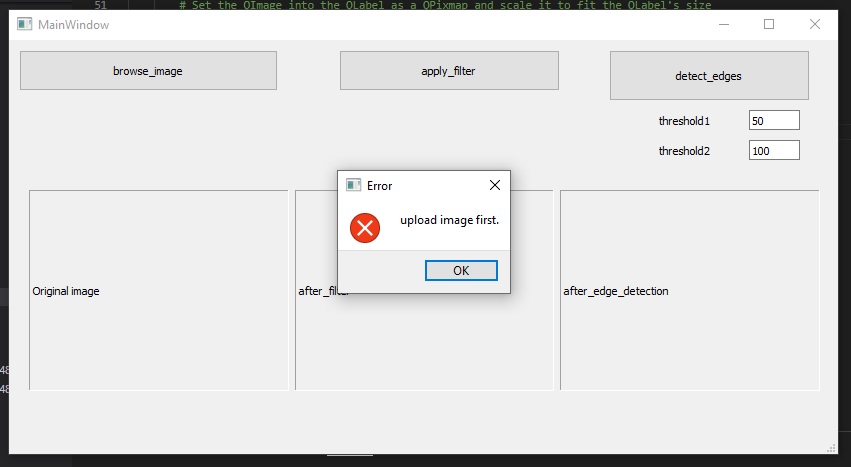 51 # Set the QImage into the QLabel as a QPixmap and scale it to fit the QLabel's size
MainWindow
browse_image
apply_filter
detect_edges
threshold1
50
threshold2
100
Error
upload image first.
OK
Original image
after_filter
after_edge_detection
48
48